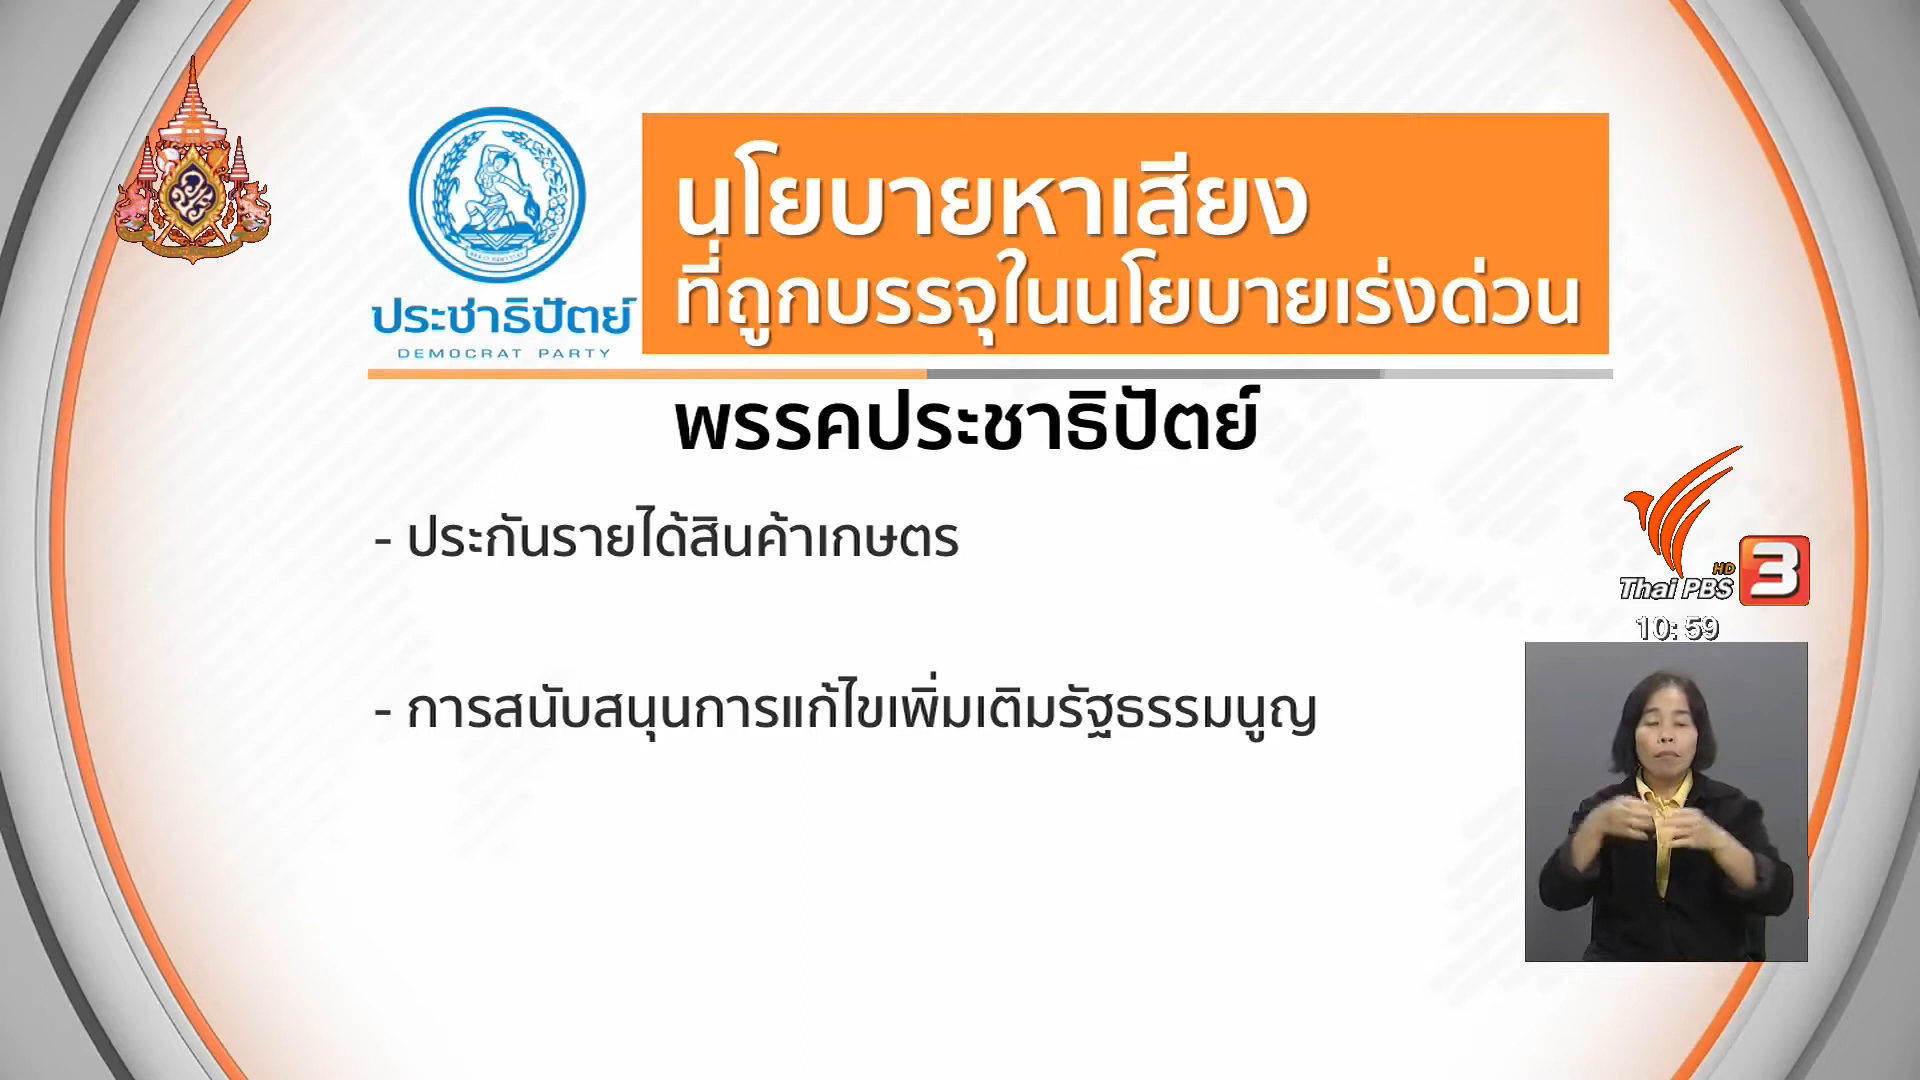 นโยบายหาเสียง
ที่ถูกบรรจุในนโยบายเร่งด่วน
ประชาธิปัตย์
DEMOCRAT PARTY
พรรคประชาธิปัตย์
- ประกันรายได้สินค้าเกษตร
- การสนับสนุนการแก้ไขเพิ่มเติมรัฐธรรมนูญ
HD
Thai PBS 3
10:59